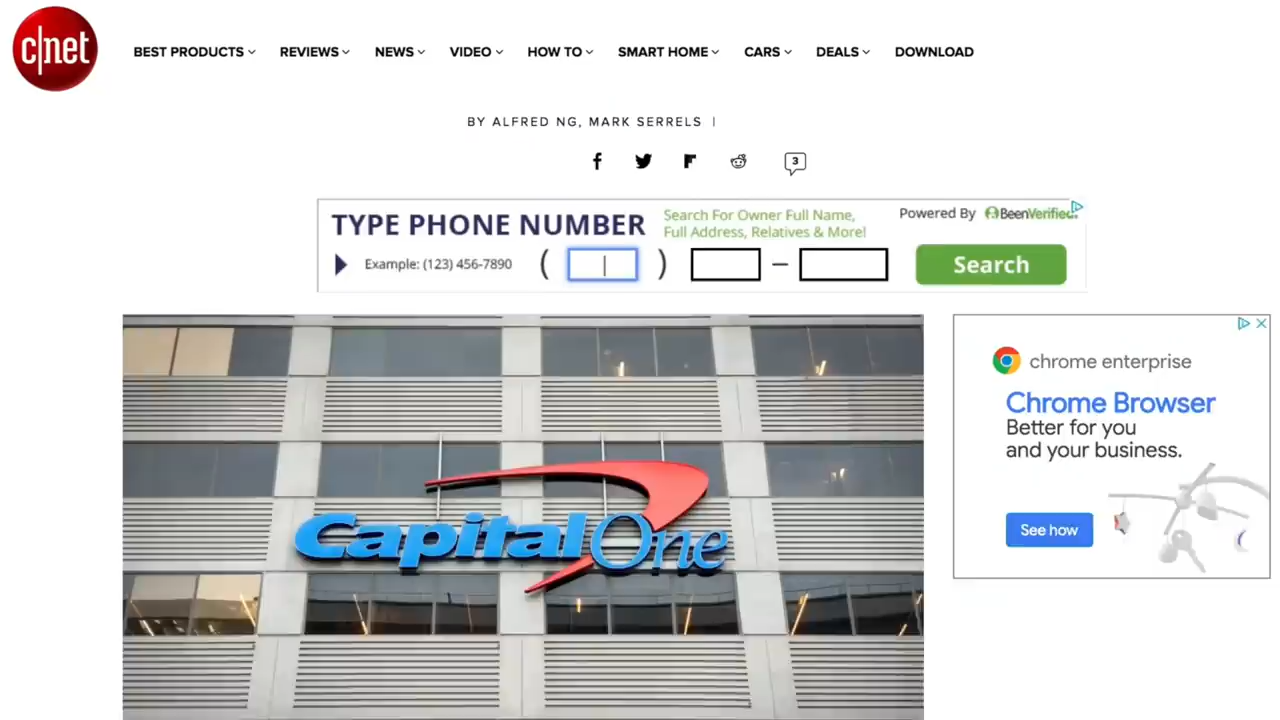 c|net
BEST PRODUCTS REVIEWS NEWS VIDEO HOW TO SMART HOME CARS DEALS DOWNLOAD
BY ALFRED NG, MARK SERRELS |
3
TYPE PHONE NUMBER
Search For Owner Full Name,
Full Address, Relatives & More!
Powered By BeenVerified.
Example: (123) 456-7890 ( ) –
Search
CapitalOne
chrome enterprise
Chrome Browser
Better for you
and your business.
See how